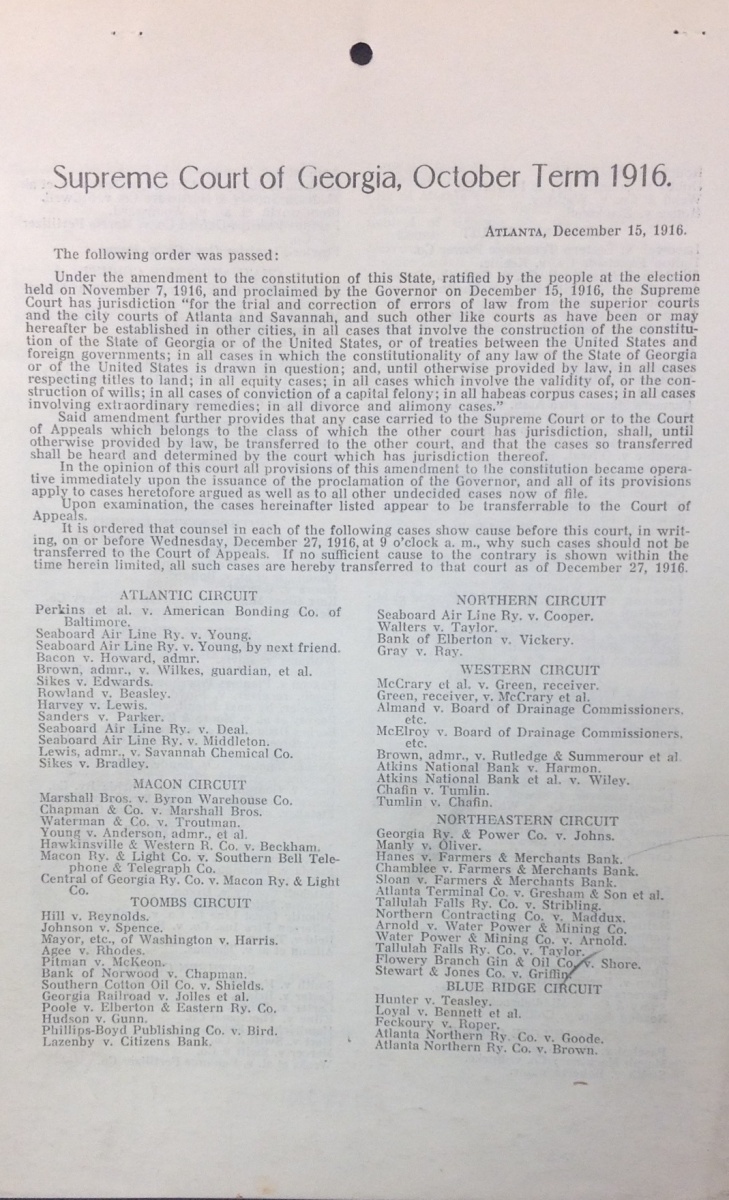 Supreme Court of Georgia, October Term 1916.
ATLANTA, December 15, 1916.
The following order was passed:
Under the amendment to the constitution of this State, ratified by the people at the election
held on November 7, 1916, and proclaimed by the Governor on December 15, 1916, the Supreme
Court has jurisdiction "for the trial and correction of errors of law from the superior courts
and the city courts of Atlanta and Savannah, and such other like courts as have been or may
hereafter be established in other cities, in all cases that involve the construction of the constitu-
tion of the State of Georgia or of the United States, or of treaties between the United States and
foreign governments; in all cases in which the constitutionality of any law of the State of Georgia
or of the United States is drawn in question; and, until otherwise provided by law, in all cases
respecting titles to land; in all equity cases; in all cases which involve the validity of, or the con-
struction of wills; in all cases of conviction of a capital felony; in all habeas corpus cases; in all cases
involving extraordinary remedies; in all divorce and alimony cases."
Said amendment further provides that any case carried to the Supreme Court or to the Court
of Appeals which belongs to the class of which the other court has jurisdiction, shall, until
otherwise provided by law, be transferred to the other court, and that the cases so transferred
shall be heard and determined by the court which has jurisdiction thereof.
In the opinion of this court all provisions of this amendment to the constitution became opera-
tive immediately upon the issuance of the proclamation of the Governor, and all of its provisions
apply to cases heretofore argued as well as to all other undecided cases now of file.
Upon examination, the cases hereinafter listed appear to be transferrable to the Court of
Appeals.
It is ordered that counsel in each of the following cases show cause before this court, in writ-
ing, on or before Wednesday, December 27, 1916, at 9 o'clock a. m., why such cases should not be
transferred to the Court of Appeals. If no sufficient cause to the contrary is shown within the
time herein limited, all such cases are hereby transferred to that court as of December 27, 1916.
ATLANTIC CIRCUIT
Perkins et al. v. American Bonding Co. of
Baltimore.
Seaboard Air Line Ry. v. Young.
Seaboard Air Line Ry. v. Young, by next friend.
Bacon v. Howard, admr.
Brown, admr., v. Wilkes, guardian, et al.
Sikes v. Edwards.
Rowland v. Beasley.
Harvey v. Lewis.
Sanders v. Parker.
Seaboard Air Line Ry. v. Deal.
Seaboard Air Line Ry. v. Middleton.
Lewis, admr., v. Savannah Chemical Co.
Sikes v. Bradley.
MACON CIRCUIT
Marshall Bros. v. Byron Warehouse Co.
Chapman & Co. v. Marshall Bros.
Waterman & Co. v. Troutman.
Young v. Anderson, admr., et al.
Hawkinsville & Western R. Co. v. Beckham.
Macon Ry. & Light Co. v. Southern Bell Tele-
phone & Telegraph Co.
Central of Georgia Ry. Co. v. Macon Ry. & Light
Co.
TOOMBS CIRCUIT
Hill v. Reynolds.
Johnson v. Spence.
Mayor, etc., of Washington v. Harris.
Agee v. Rhodes.
Pitman v. McKeon.
Bank of Norwood v. Chapman.
Southern Cotton Oil Co. v. Shields.
Georgia Railroad v. Jolles et al.
Poole v. Elberton & Eastern Ry. Co.
Hudson v. Gunn.
Phillips-Boyd Publishing Co. v. Bird.
Lazenby v. Citizens Bank.
NORTHERN CIRCUIT
Seaboard Air Line Ry. v. Cooper.
Walters v. Taylor.
Bank of Elberton v. Vickery.
Gray v. Ray.
WESTERN CIRCUIT
McCrary et al. v. Green, receiver.
Green, receiver, v. McCrary et al.
Almand v. Board of Drainage Commissioners,
etc.
McElroy v. Board of Drainage Commissioners,
etc.
Brown, admr., v. Rutledge & Summerour et al.
Atkins National Bank v. Harmon.
Atkins National Bank et al. v. Wiley.
Chafin v. Tumlin.
Tumlin v. Chafin.
NORTHEASTERN CIRCUIT
Georgia Ry. & Power Co. v. Johns.
Manly v. Oliver.
Hanes v. Farmers & Merchants Bank.
Chamblee v. Farmers & Merchants Bank.
Sloan v. Farmers & Merchants Bank.
Atlanta Terminal Co. v. Gresham & Son et al.
Tallulah Falls Ry. Co. v. Stribling.
Northern Contracting Co. v. Maddux.
Arnold v. Water Power & Mining Co.
Water Power & Mining Co. v. Arnold.
Tallulah Falls Ry. Co. v. Taylor.
Flowery Branch Gin & Oil Co. v. Shore.
Stewart & Jones Co. v. Griffin.
BLUE RIDGE CIRCUIT
Hunter v. Teasley.
Loyal v. Bennett et al.
Feckoury v. Roper.
Atlanta Northern Ry. Co. v. Goode.
Atlanta Northern Ry. Co. v. Brown.